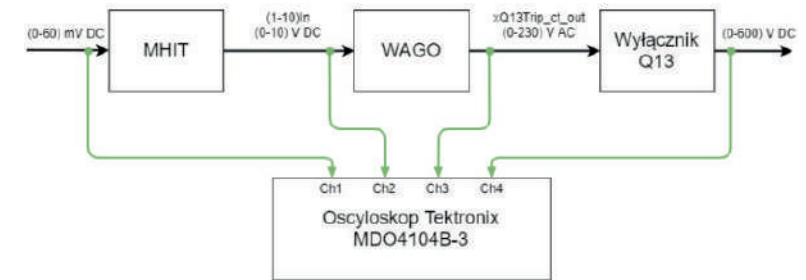 (0-60) mV DC
MHIT
(1-10)In
(0-10) V DC
WAGO
xQ13Trip_ct_out
(0-230) V AC
Wyłącznik
Q13
(0-600) V DC
Ch1 Ch2 Ch3 Ch4
Oscyloskop Tektronix
MDO4104B-3